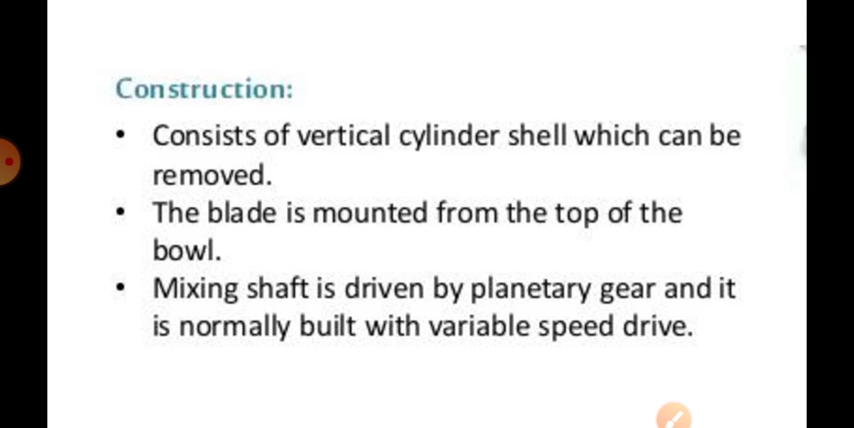 Construction:
• Consists of vertical cylinder shell which can be
removed.
• The blade is mounted from the top of the
bowl.
• Mixing shaft is driven by planetary gear and it
is normally built with variable speed drive.